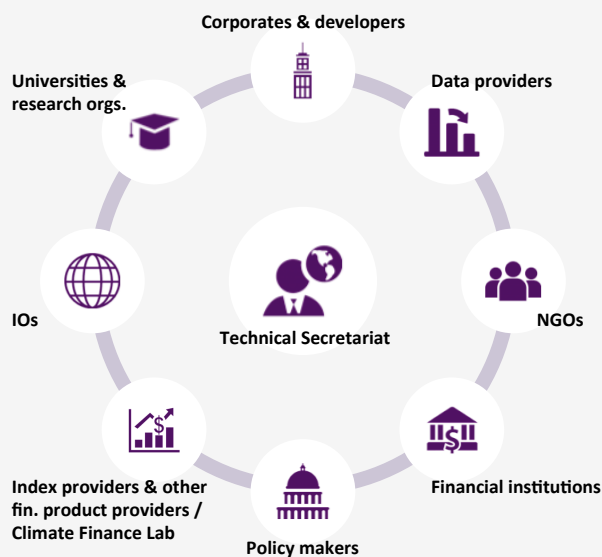 Corporates & developers
Universities &
research orgs.
Data providers
IOs
Technical Secretariat
NGOs
Index providers & other
fin. product providers /
Climate Finance Lab
Financial institutions
Policy makers